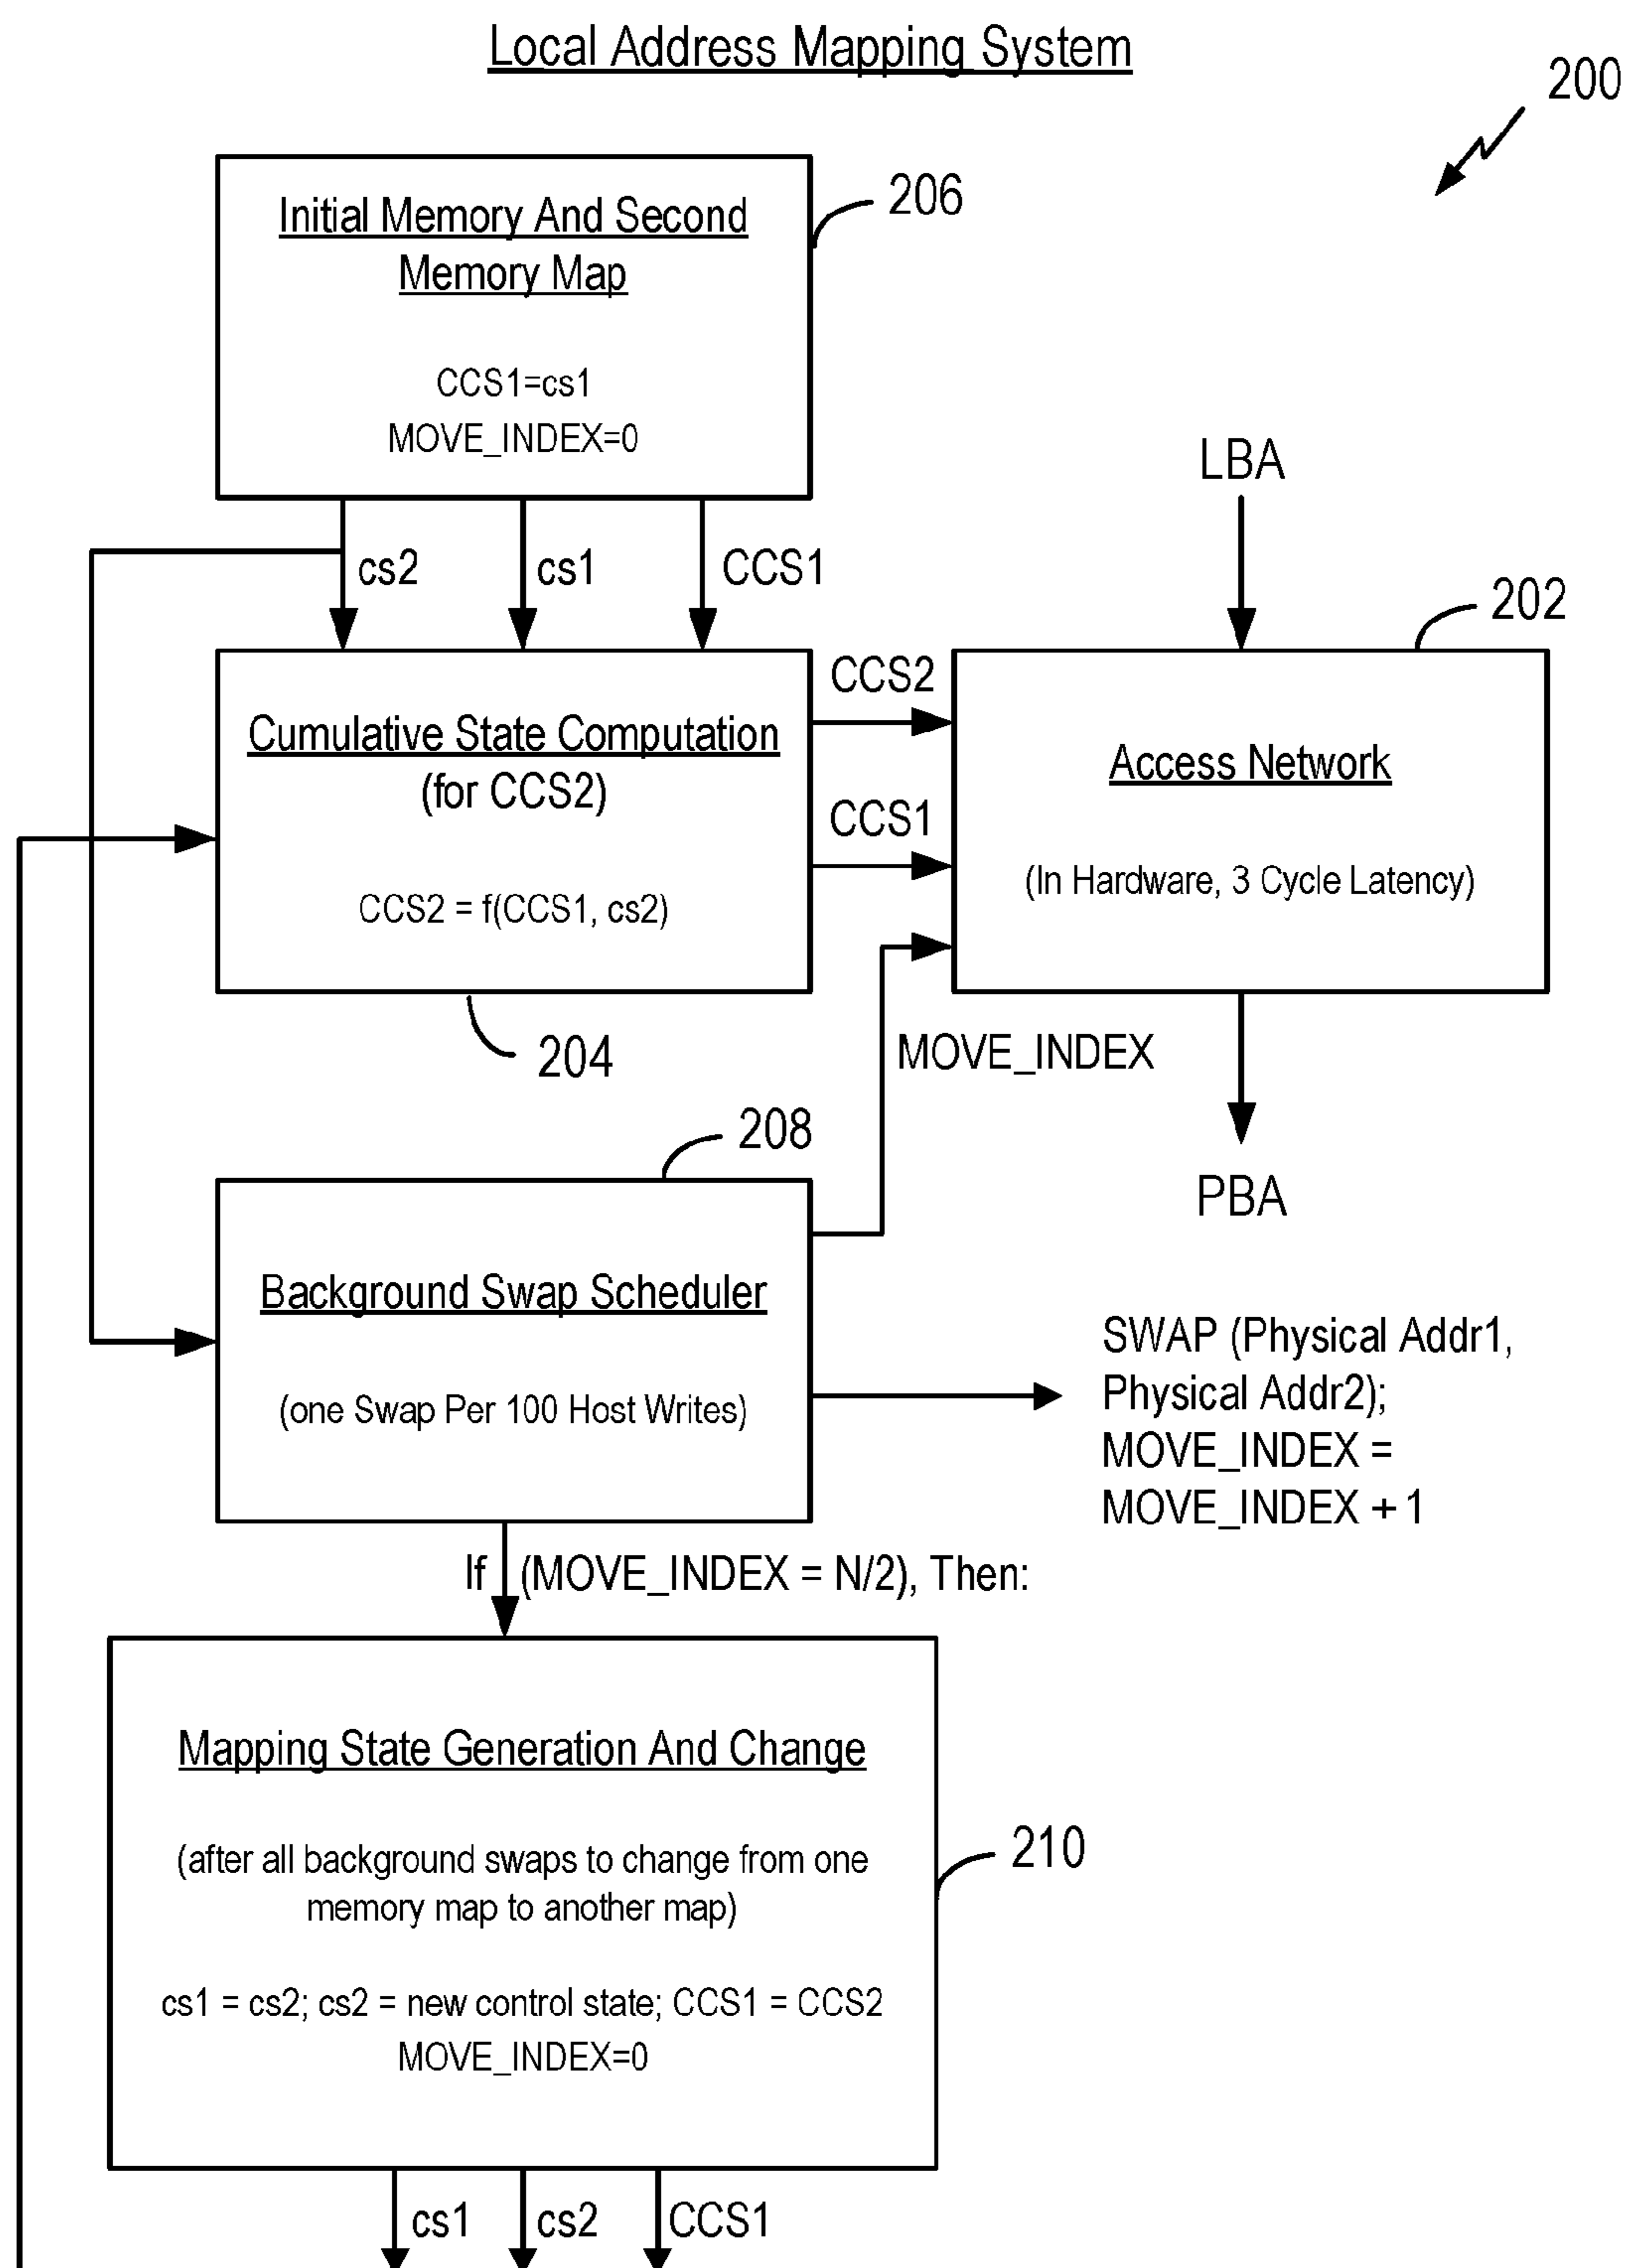 Local Address Mapping System
200
Initial Memory And Second
Memory Map
CCS1=cs1
MOVE_INDEX=0
206
LBA
cs2
cs1
CCS1
202
Cumulative State Computation
(for CCS2)
CCS2 = f(CCS1, cs2)
204
CCS2
CCS1
Access Network
(In Hardware, 3 Cycle Latency)
MOVE_INDEX
PBA
208
Background Swap Scheduler
(one Swap Per 100 Host Writes)
SWAP (Physical Addr1,
Physical Addr2);
MOVE_INDEX =
MOVE_INDEX + 1
If (MOVE_INDEX = N/2), Then:
Mapping State Generation And Change
(after all background swaps to change from one
memory map to another map)
cs1 = cs2; cs2 = new control state; CCS1 = CCS2
MOVE_INDEX=0
210
cs1
cs2
CCS1